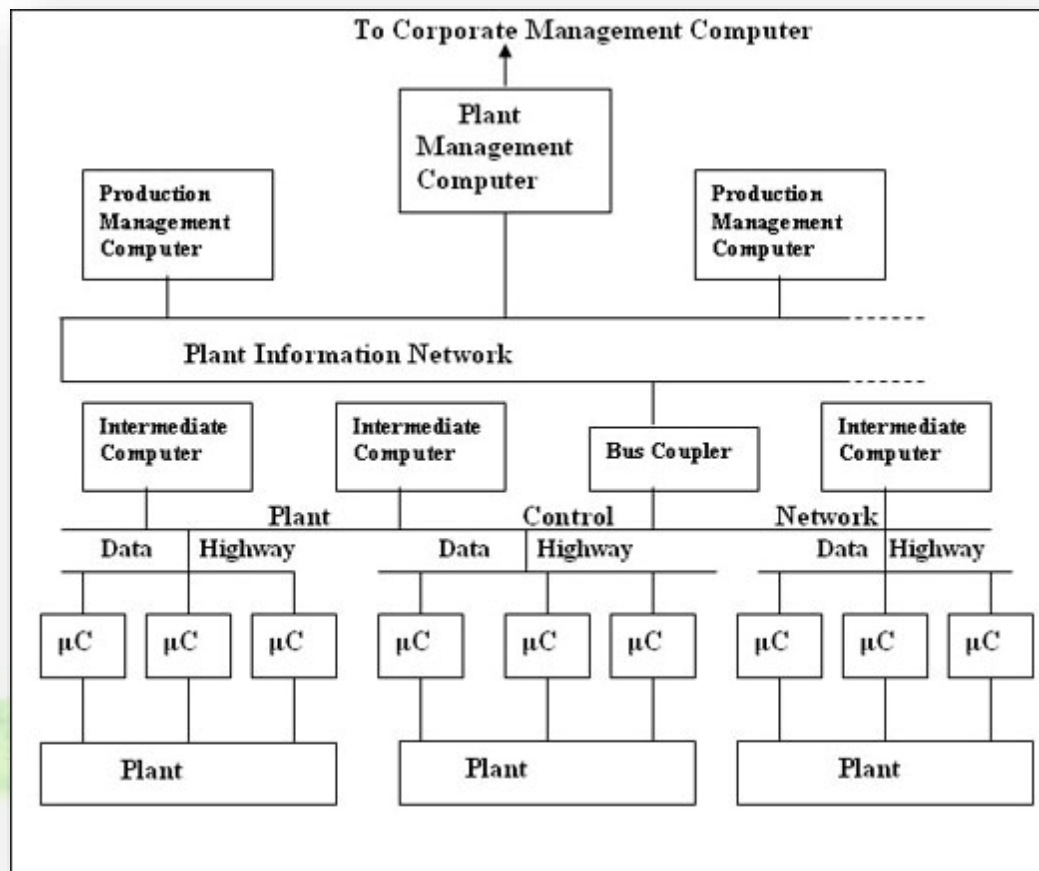 To Corporate Management Computer
Plant
Management
Computer
Production
Management
Computer
Production
Management
Computer
Plant Information Network
Intermediate
Computer
Intermediate
Computer
Bus Coupler
Intermediate
Computer
Plant Control Network
Data Highway Data Highway Data Highway
μC μC μC μC μC μC μC μC μC
Plant Plant Plant